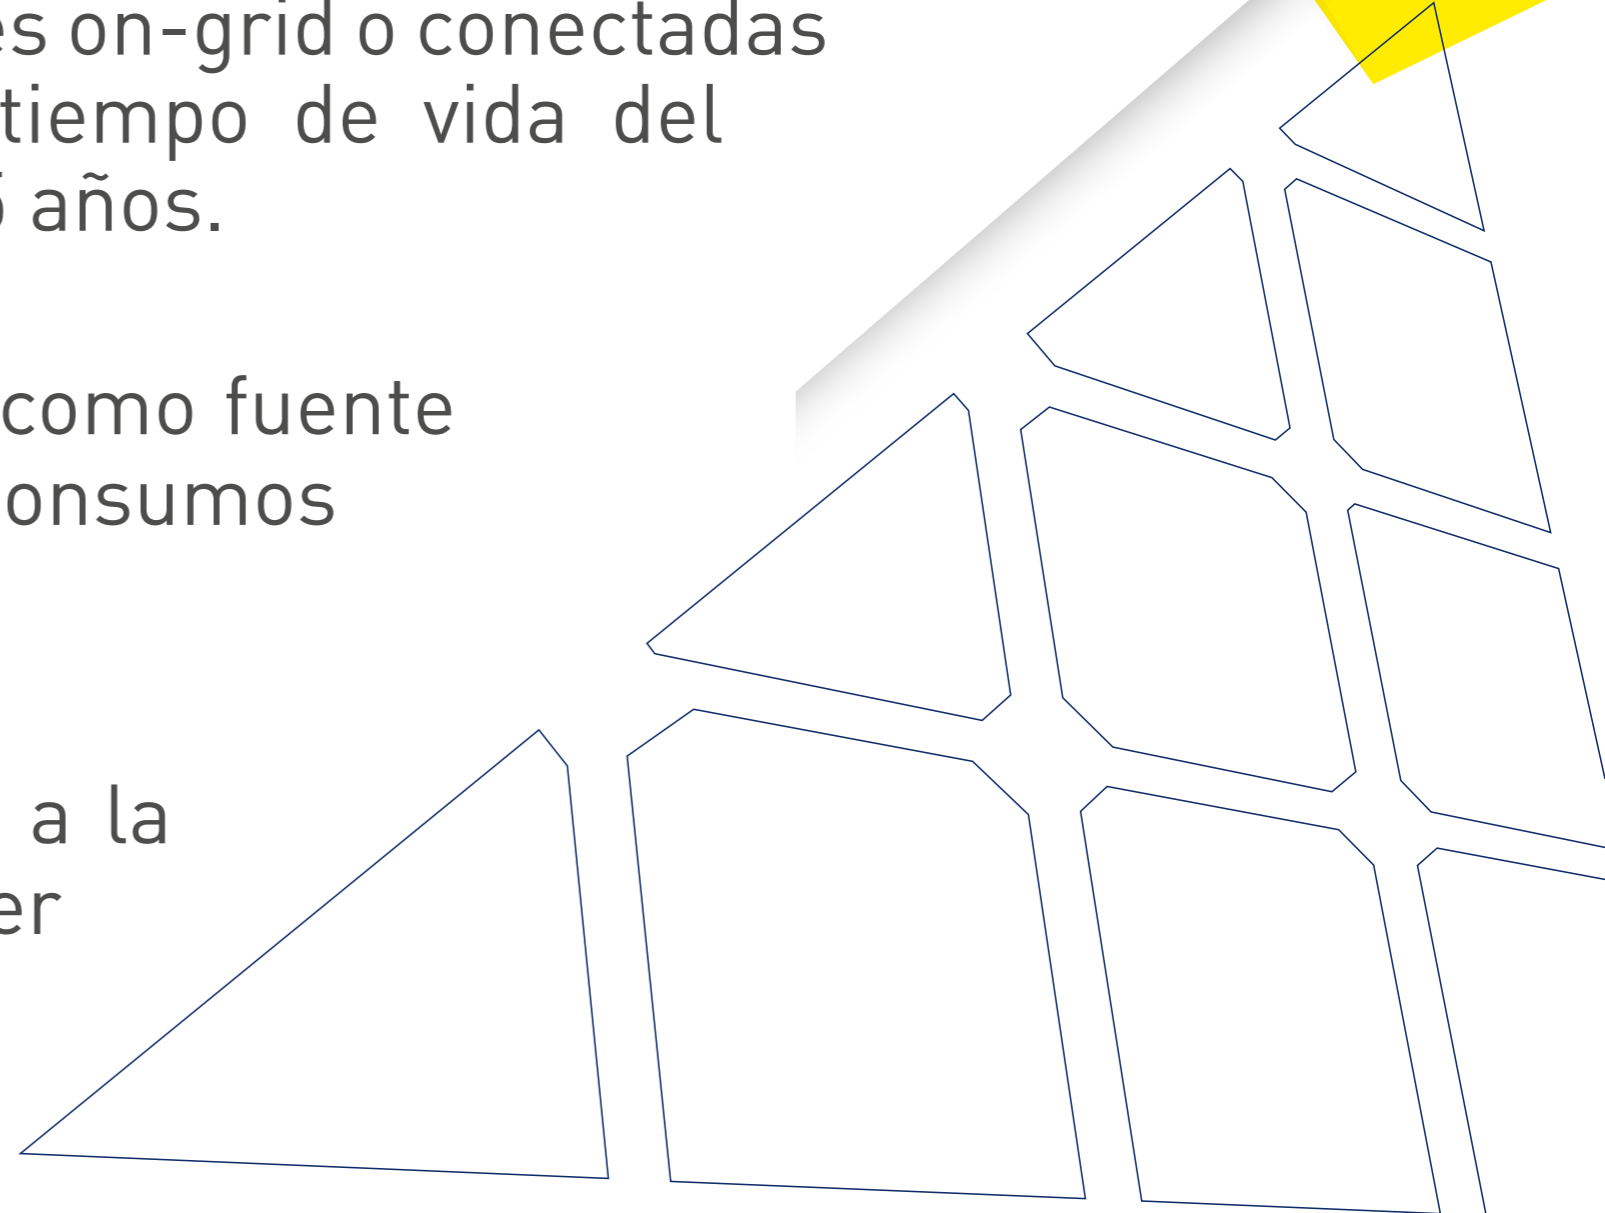 es on-grid o conectadas
tiempo de vida del
años.
como fuente
onsumos
a la
er